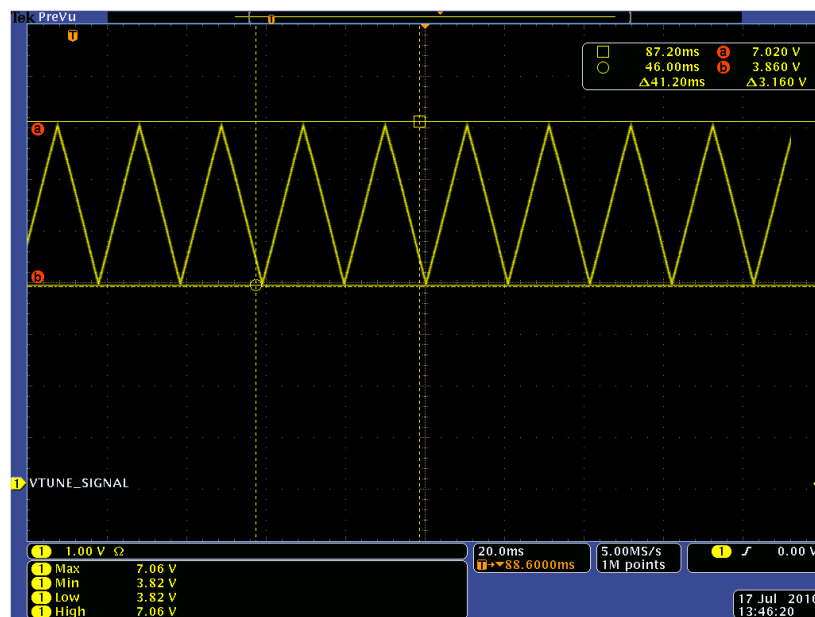 Tek PreVu
T
T
87.20ms a 7.020 V
46.00ms b 3.860 V
Δ41.20ms Δ3.160 V
a
b
1 VTUNE_SIGNAL
1 1.00 V Ω
20.0ms
T→▼88.6000ms
5.00MS/s
1M points
1 0.00 V
1 Max 7.06 V
1 Min 3.82 V
1 Low 3.82 V
1 High 7.06 V
17 Jul 2016
13:46:20